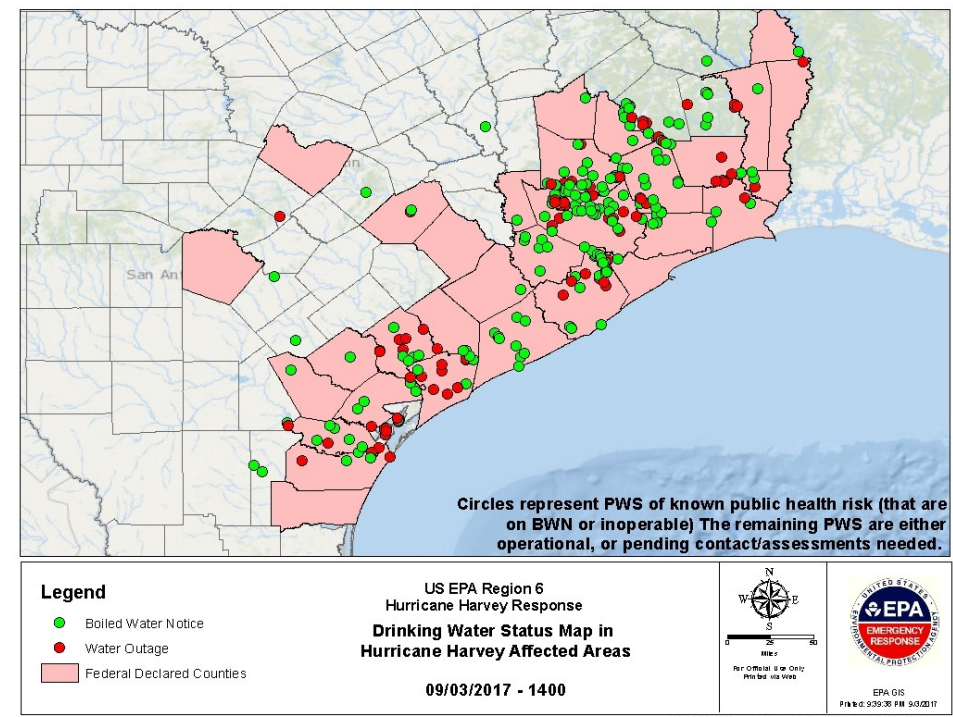 San An
in
Circles represent PWS of known public health risk (that are
on BWN or inoperable) The remaining PWS are either
operational, or pending contact/assessments needed.
Legend
Boiled Water Notice
Water Outage
Federal Declared Counties
US EPA Region 6
Hurricane Harvey Response
Drinking Water Status Map in
Hurricane Harvey Affected Areas
09/03/2017 - 1400
N
W E
S
0 25 50
Miles
For Official Use Only
Printed via Web
UNITED STATES
EPA
EMERGENCY
RESPONSE
ENVIRONMENTAL PROTECTION AGENCY
EPA GIS
Printed: 9:39:38 PM 9/3/2017